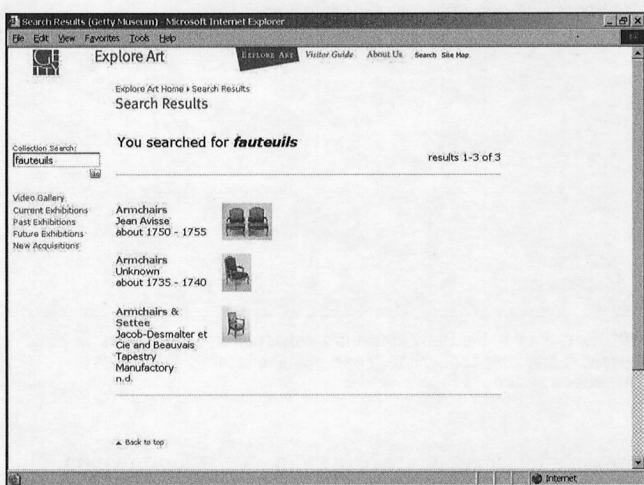 Search Results (Getty Museum) - Microsoft Internet Explorer
File Edit View Favorites Tools Help
Explore Art
EXPLORE ART Visitor Guide About Us Search Site Map
Explore Art Home › Search Results
Search Results
Collection Search:
fauteuils
You searched for fauteuils
results 1-3 of 3
Video Gallery
Current Exhibitions
Past Exhibitions
Future Exhibitions
New Acquisitions
Armchairs
Jean Avisse
about 1750 - 1755
Armchairs
Unknown
about 1735 - 1740
Armchairs &
Settee
Jacob-Desmalter et
Cie and Beauvais
Tapestry
Manufactory
n.d.
▲ Back to top
Internet